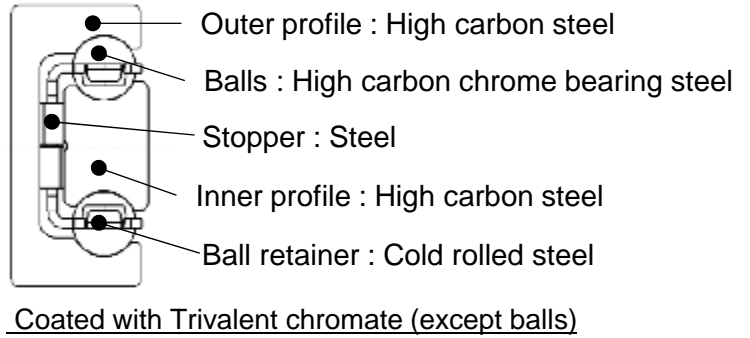 Outer profile : High carbon steel
Balls : High carbon chrome bearing steel
Stopper : Steel
Inner profile : High carbon steel
Ball retainer : Cold rolled steel
Coated with Trivalent chromate (except balls)